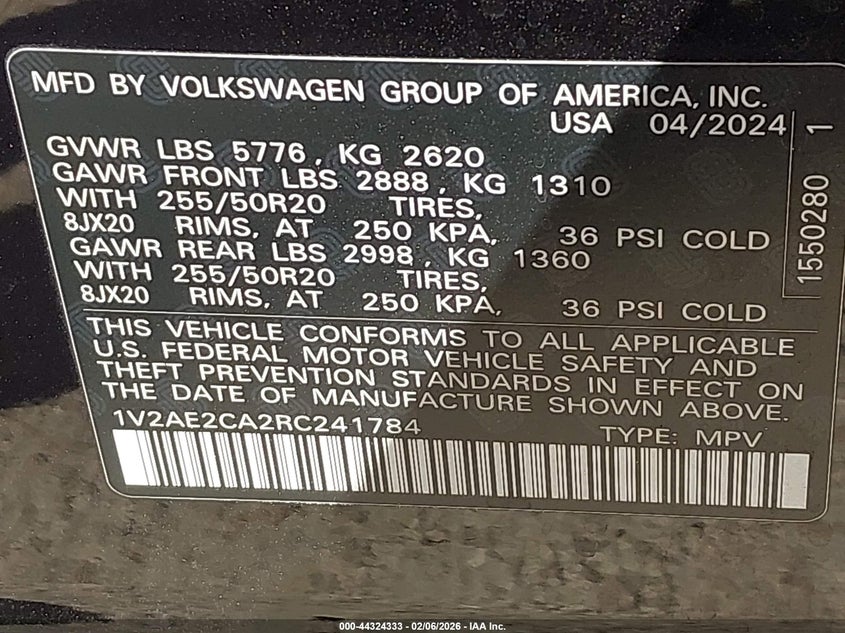 MFD BY VOLKSWAGEN GROUP OF AMERICA, INC.
USA 04/2024
GVWR LBS 5776, KG 2620
GAWR FRONT LBS 2888, KG 1310
WITH 255/50R20 TIRES,
8JX20 RIMS, AT 250 KPA, 36 PSI COLD
GAWR REAR LBS 2998, KG 1360
WITH 255/50R20 TIRES,
8JX20 RIMS, AT 250 KPA, 36 PSI COLD
1550280 1
THIS VEHICLE CONFORMS TO ALL APPLICABLE
U.S. FEDERAL MOTOR VEHICLE SAFETY AND
THEFT PREVENTION STANDARDS IN EFFECT ON
THE DATE OF MANUFACTURE SHOWN ABOVE.
1V2AE2CA2RC241784 TYPE: MPV
000-44324333 - 02/06/2026 - IAA Inc.